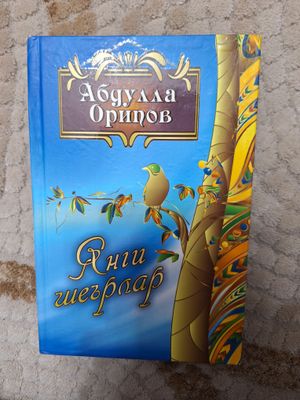 Абдулла
Орипов
Янги
шеърлар